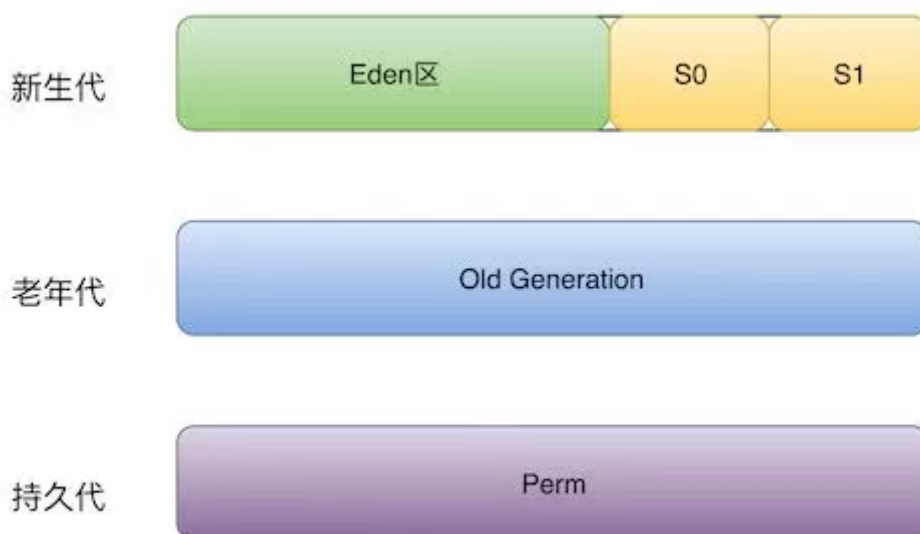 新生代
Eden区
S0
S1
老年代
Old Generation
持久代
Perm